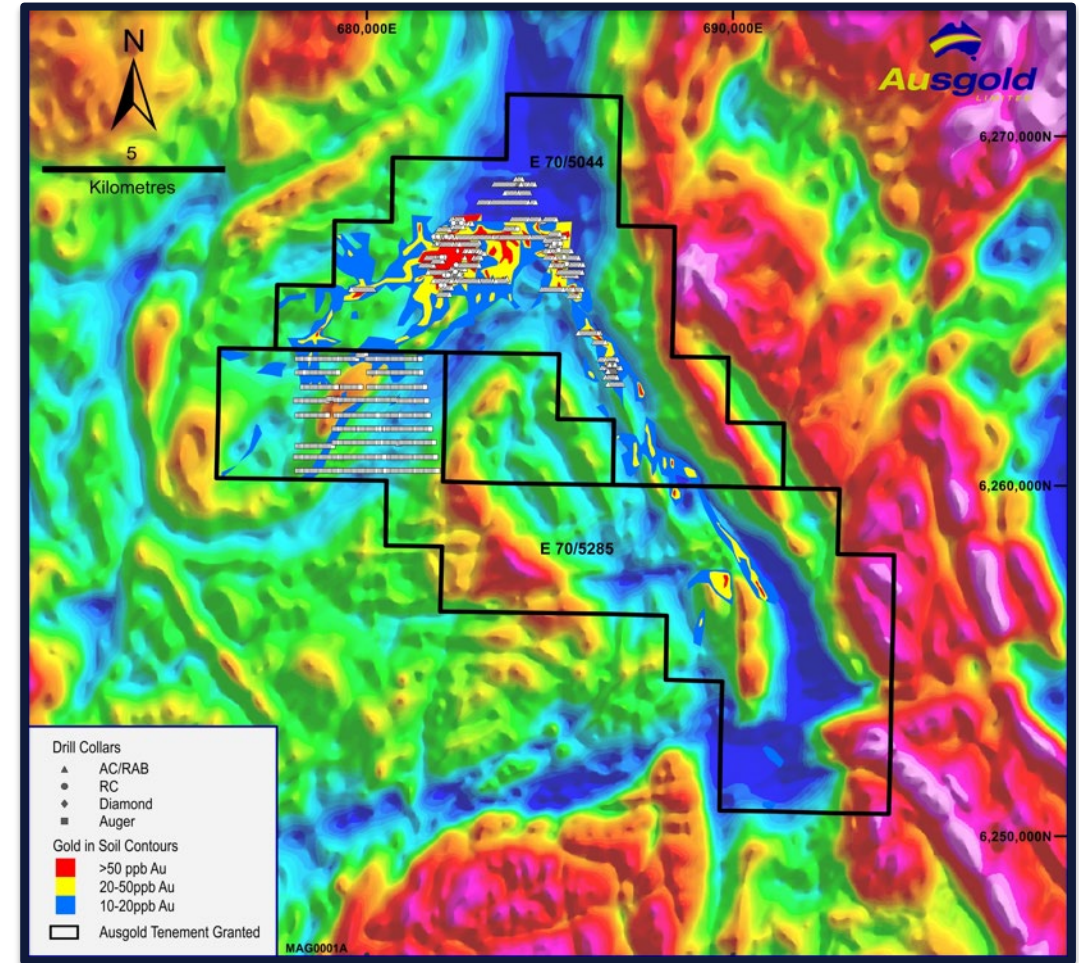 680,000E
690,000E
N
Ausgold
LIMITED
5
Kilometres
6,270,000N
E 70/5044
6,260,000N
E 70/5285
6,250,000N
Drill Collars
AC/RAB
RC
Diamond
Auger
Gold in Soil Contours
>50 ppb Au
20-50ppb Au
10-20ppb Au
Ausgold Tenement Granted
MAG0001A